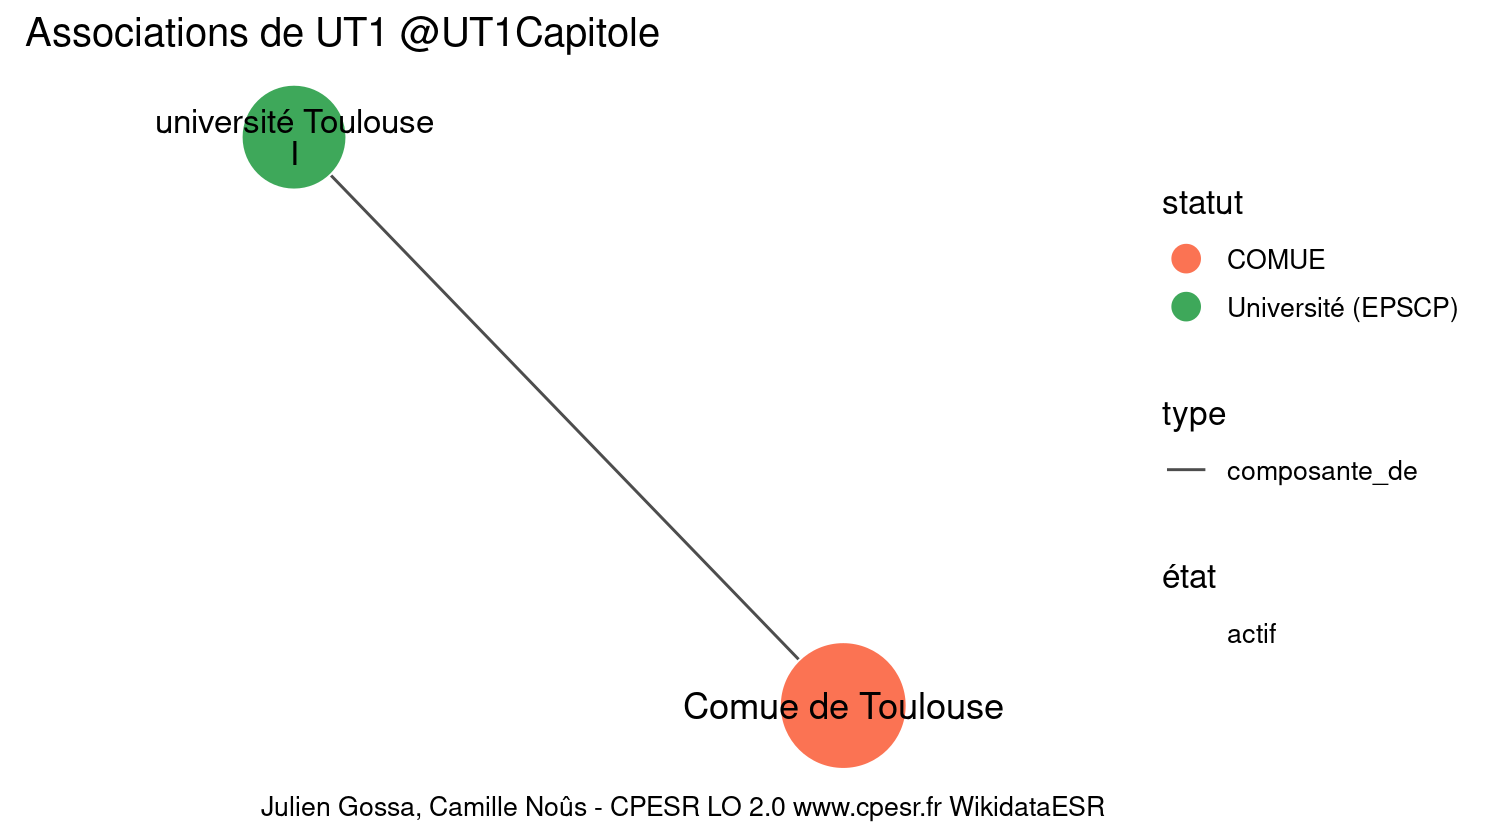 Associations de UT1 @UT1Capitole
université Toulouse
I
statut
COMUE
Université (EPSCP)
type
composante_de
état
actif
Comue de Toulouse
Julien Gossa, Camille Noûs - CPESR LO 2.0 www.cpesr.fr WikidataESR